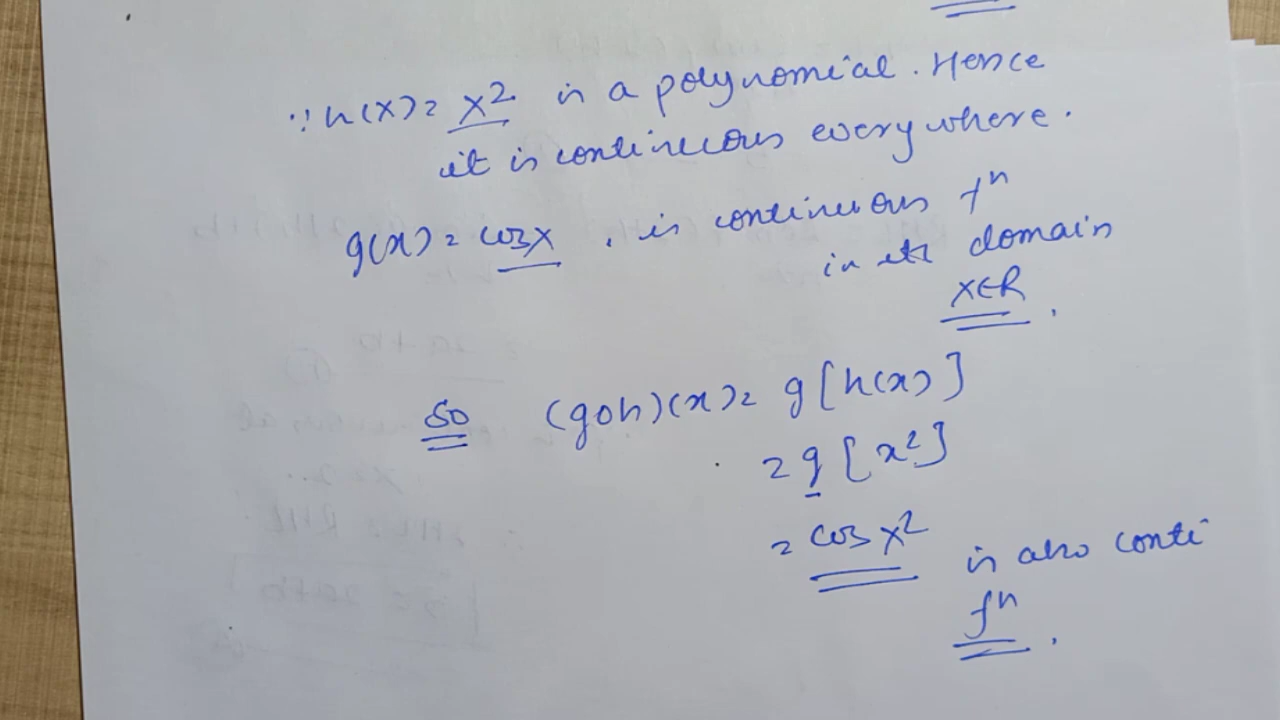 ∵ h(x) = x² is a polynomial. Hence
it is continuous everywhere.
g(x) = cosx, is continuous fⁿ
in its domain
x∈R.
So (goh)(x) = g[h(x)]
= g[x²]
= cos x² is also conti
fⁿ.